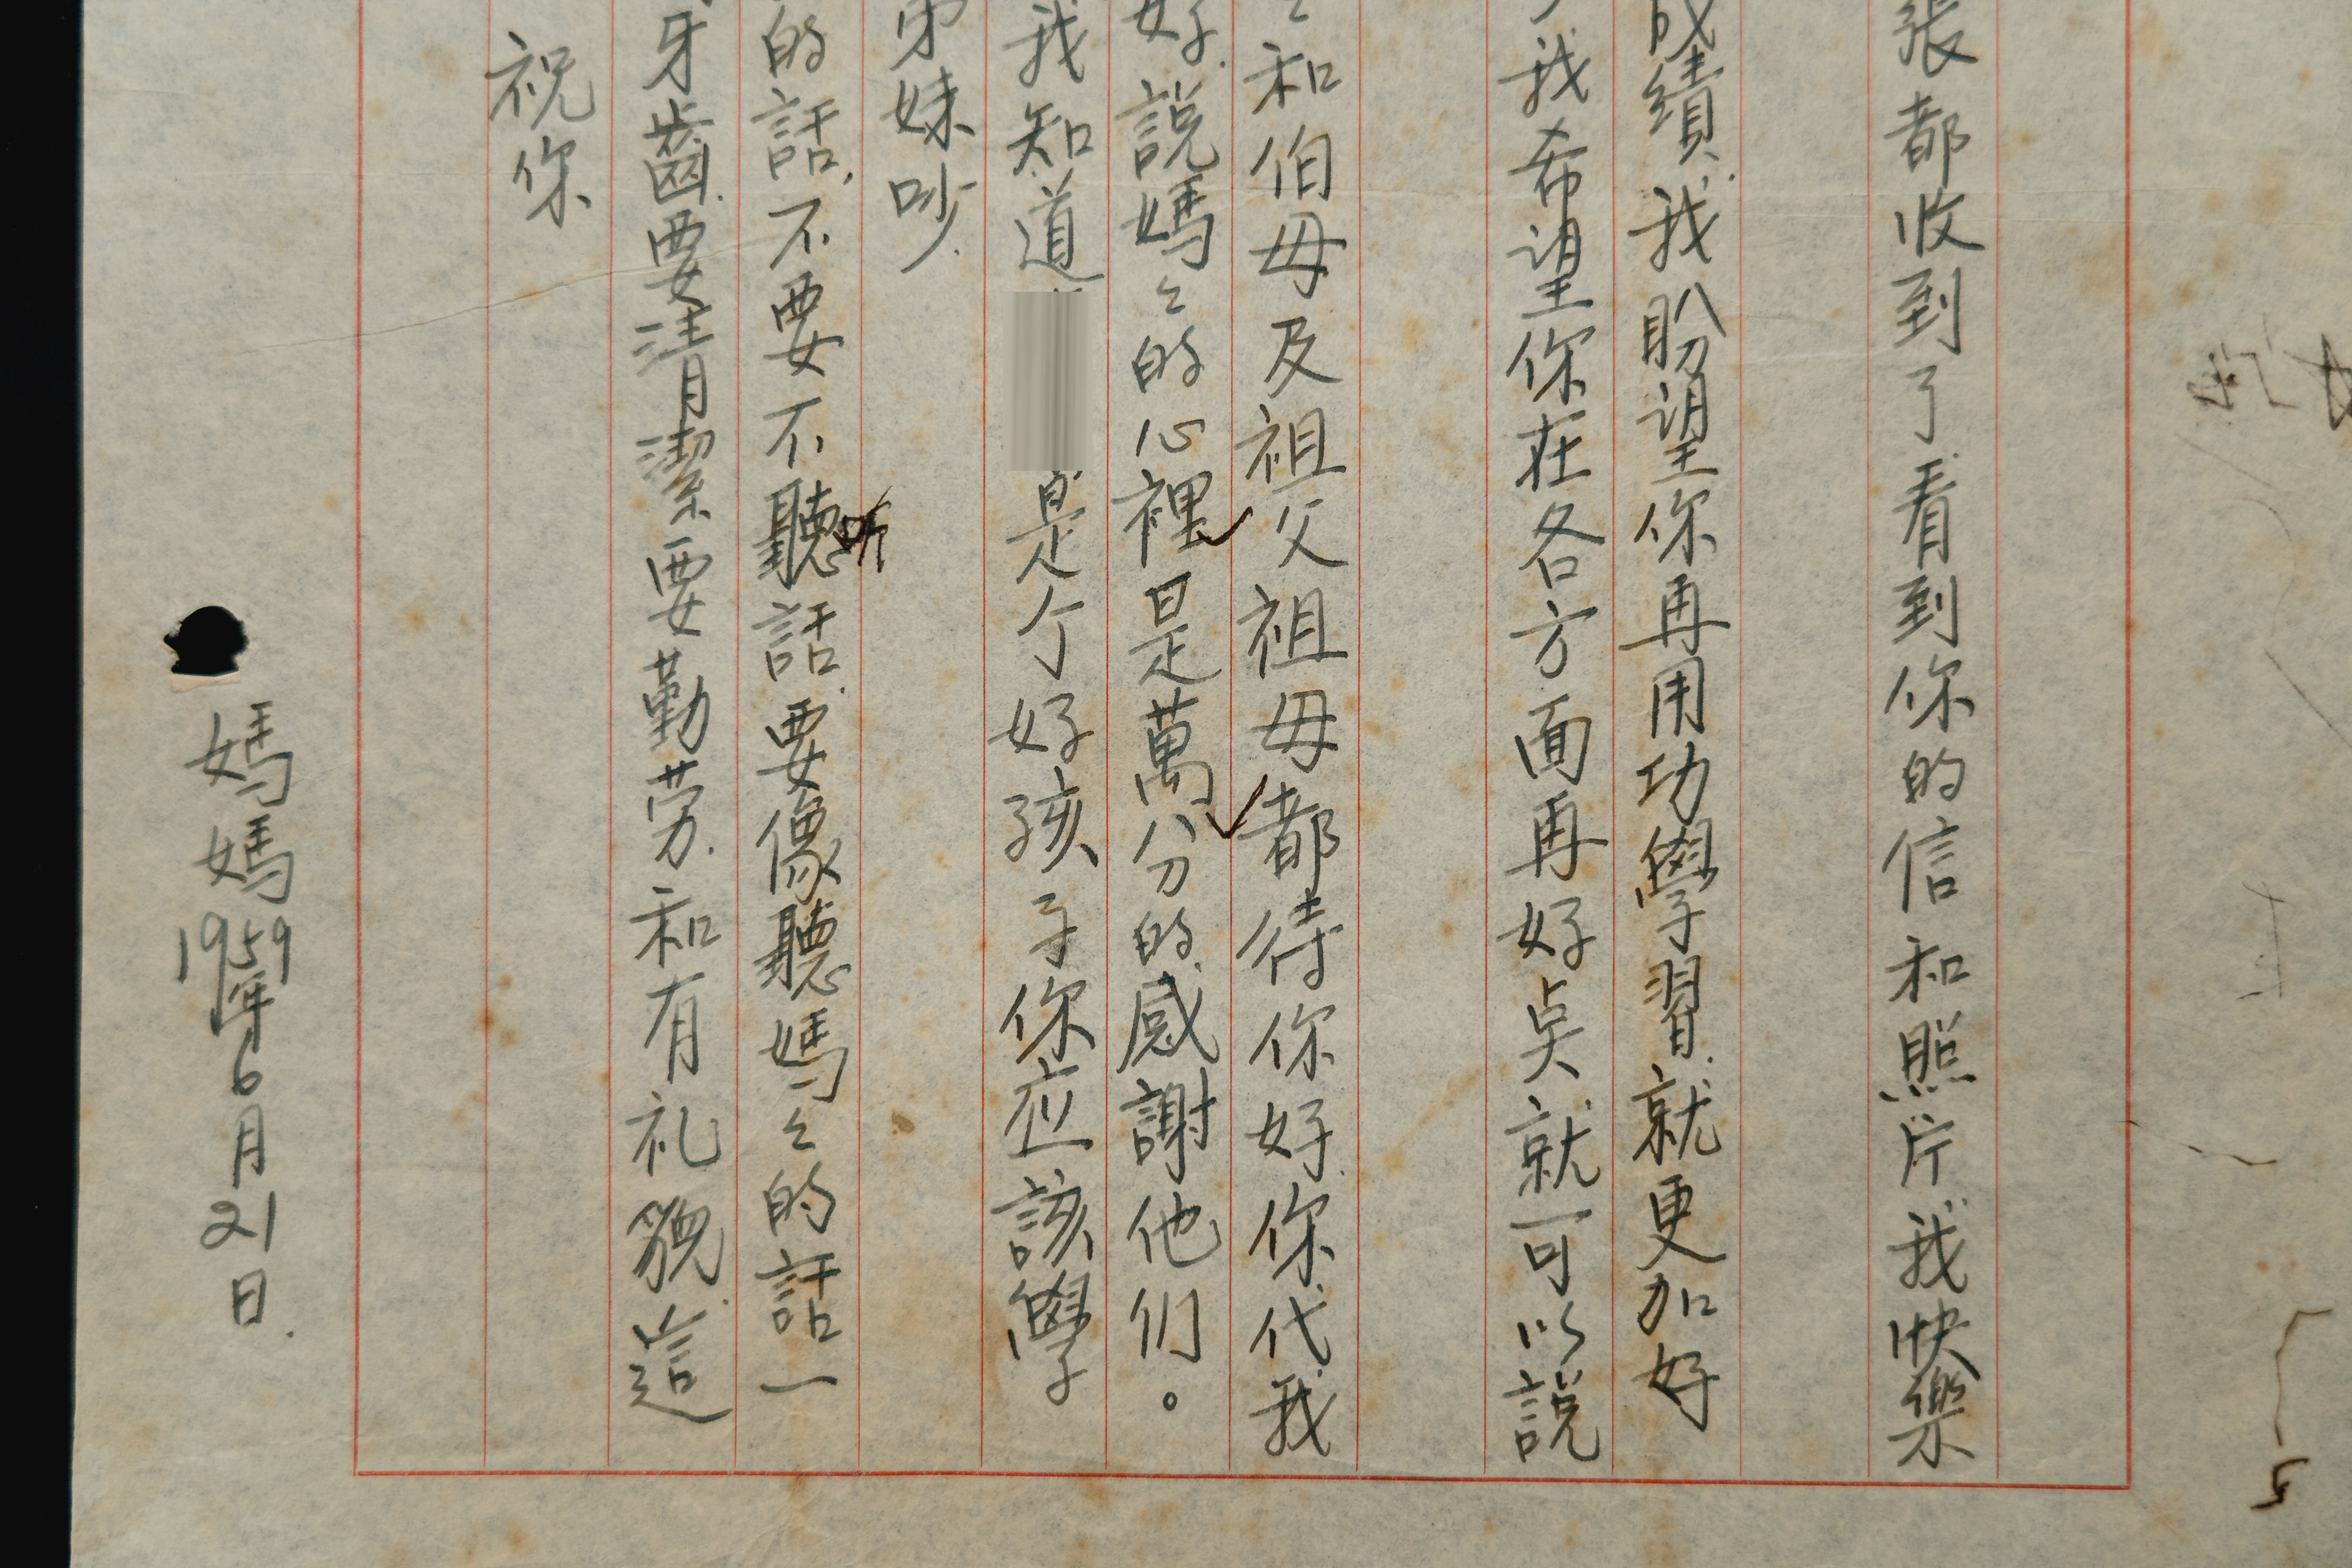 張都收到了看到你的信和照片我快樂
成績.我盼望你再用功學習.就更加好
我希望你在各方面再好点就可以說
和伯母及祖父祖母都待你好.你代我
好.說媽々的心裡是萬分的感謝他们。
我知道
是个好孩子你应該學
弟妹吵.
的話,不要不聽話.要像聽媽々的話一
听
牙齒.要清潔要勤劳.和有礼貌.這
祝你
媽媽
1959年6月21日.